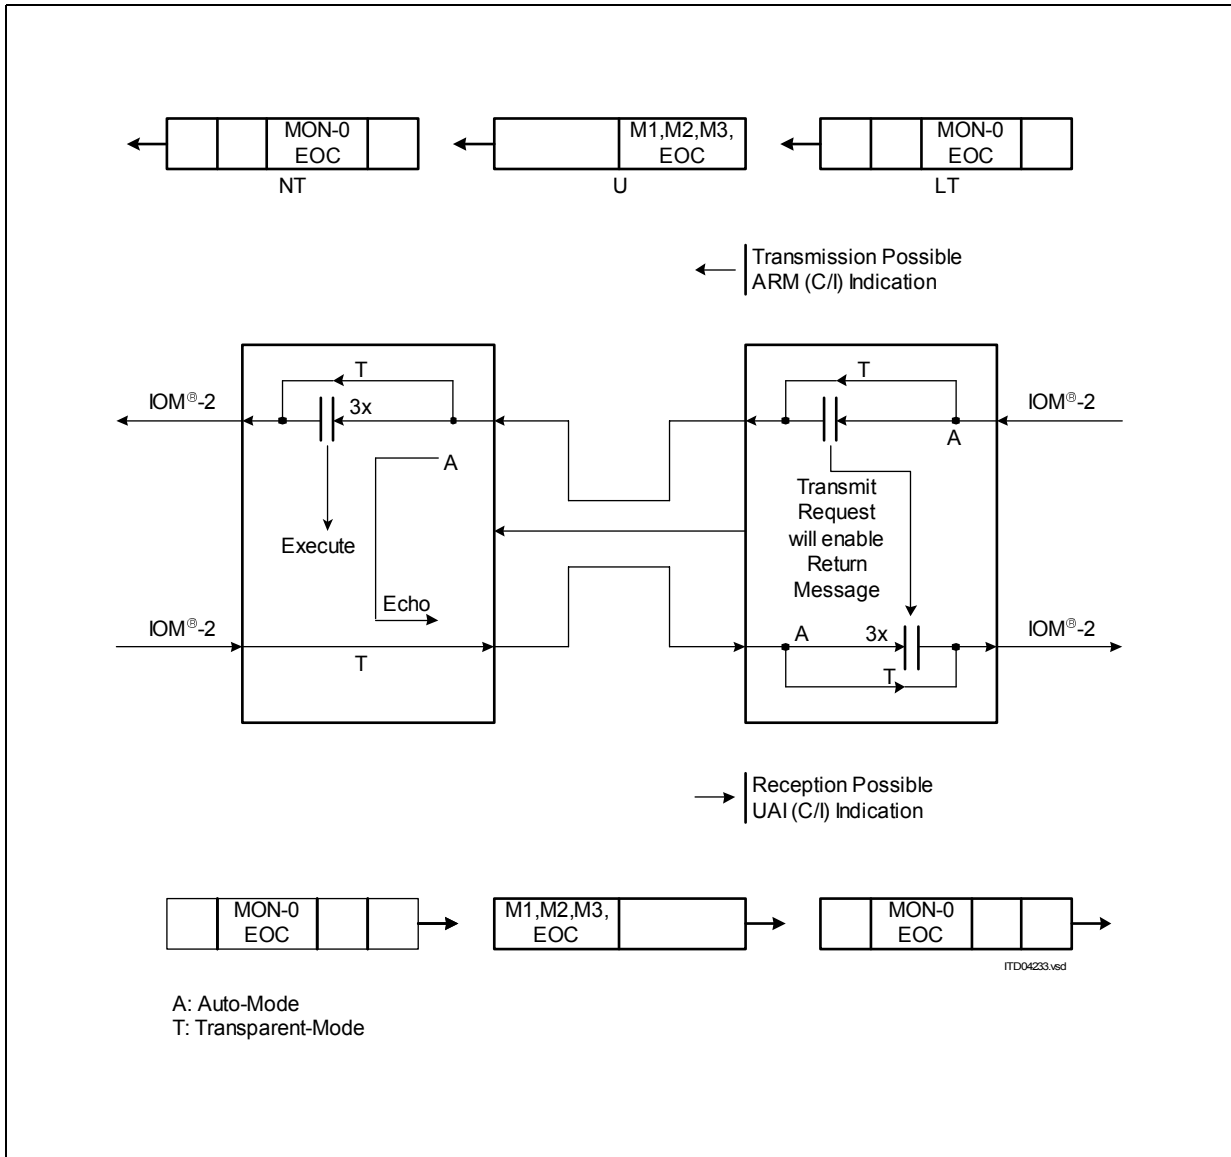 MON-0
EOC
M1,M2,M3,
EOC
MON-0
EOC
NT
U
LT
Transmission Possible
ARM (C/I) Indication
T
T
IOM®-2
3x
IOM®-2
A
A
Transmit
Request
will enable
Return
Message
Execute
Echo
IOM®-2
A
3x
IOM®-2
T
T
Reception Possible
UAI (C/I) Indication
MON-0
EOC
M1,M2,M3,
EOC
MON-0
EOC
ITD04233.vsd
A: Auto-Mode
T: Transparent-Mode